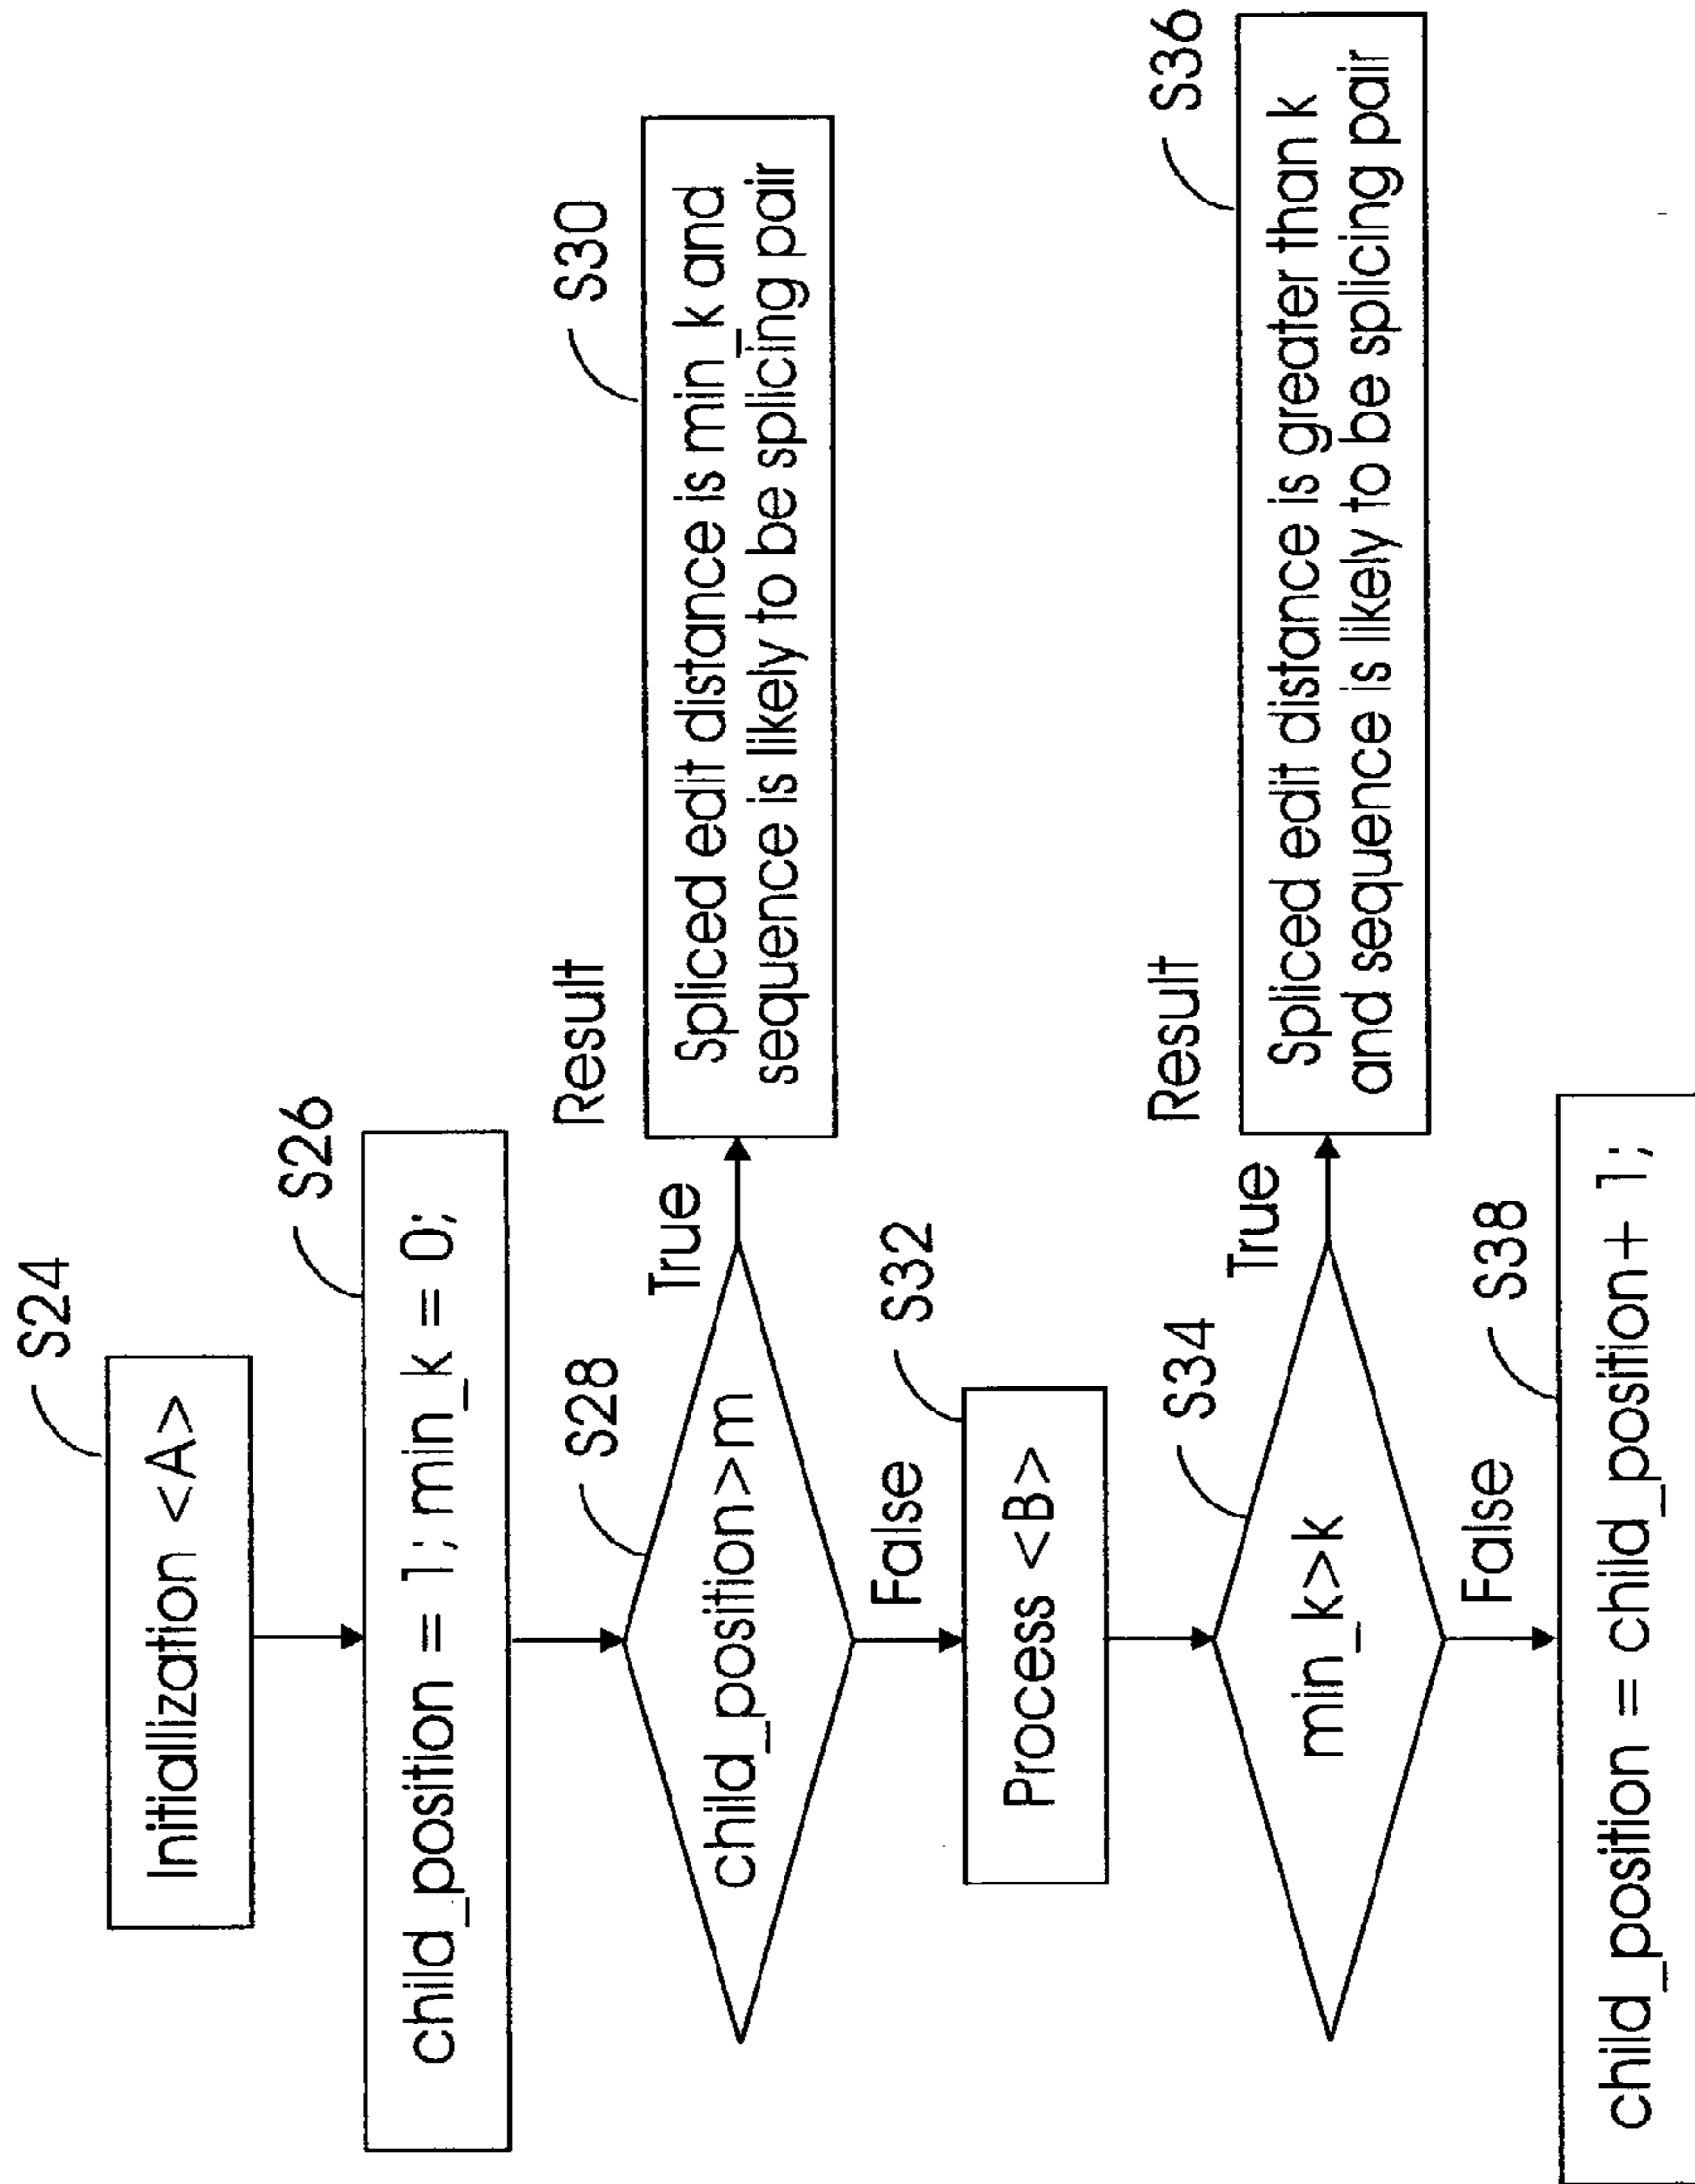 S24
Initiallization <A>
S26
child_position = 1; min_k = 0;
S28
child_position>m
True
Result
S30
Spliced edit distance is min_k and
sequence is likely to be splicing pair
False
S32
Process <B>
S34
min_k>k
True
Result
S36
Spliced edit distance is greater than k
and sequence is likely to be splicing pair
False
S38
child_position = child_position+ 1;